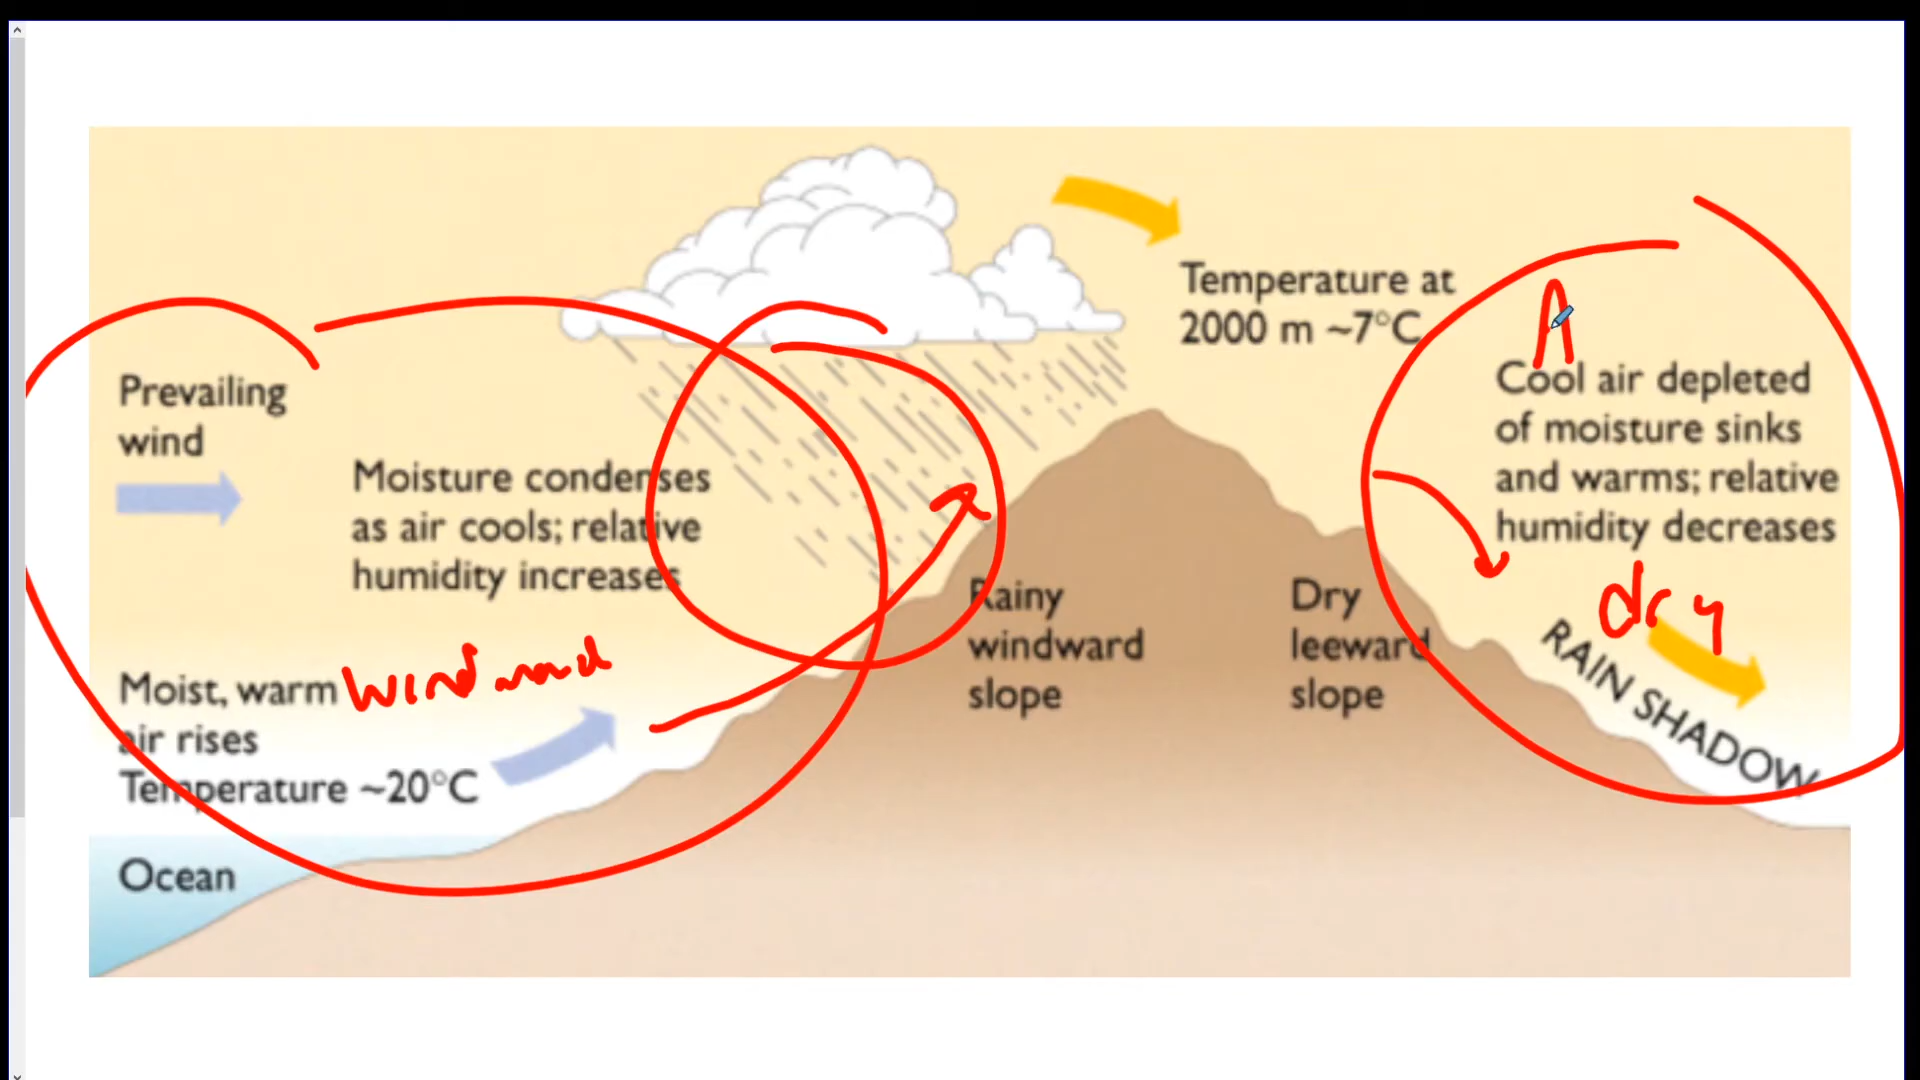 Temperature at
2000 m ~7°C
A
Prevailing
wind
Cool air depleted
of moisture sinks
and warms; relative
humidity decreases
Moisture condenses
as air cools; relative
humidity increases
dry
Rainy
windward
slope
Dry
leeward
slope
RAIN SHADOW
windward
Moist, warm
air rises
Temperature ~20°C
Ocean